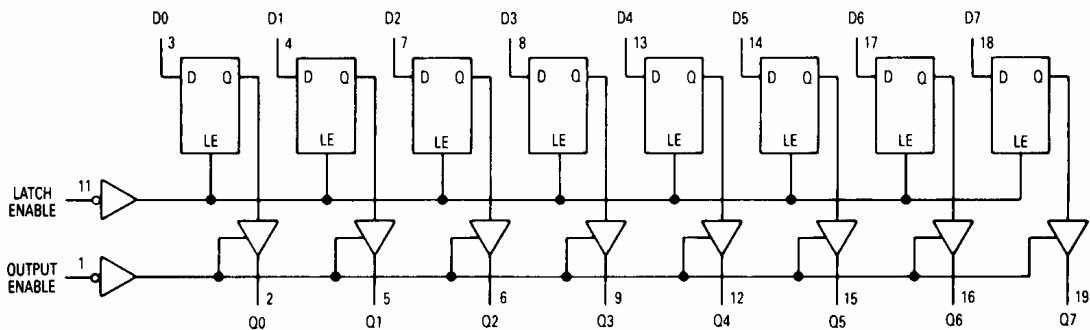 D0 D1 D2 D3 D4 D5 D6 D7
3 4 7 8 13 14 17 18
D Q D Q D Q D Q D Q D Q D Q D Q
LE LE LE LE LE LE LE LE
LATCH ENABLE 11
OUTPUT ENABLE 1
2 5 6 9 12 15 16 19
Q0 Q1 Q2 Q3 Q4 Q5 Q6 Q7